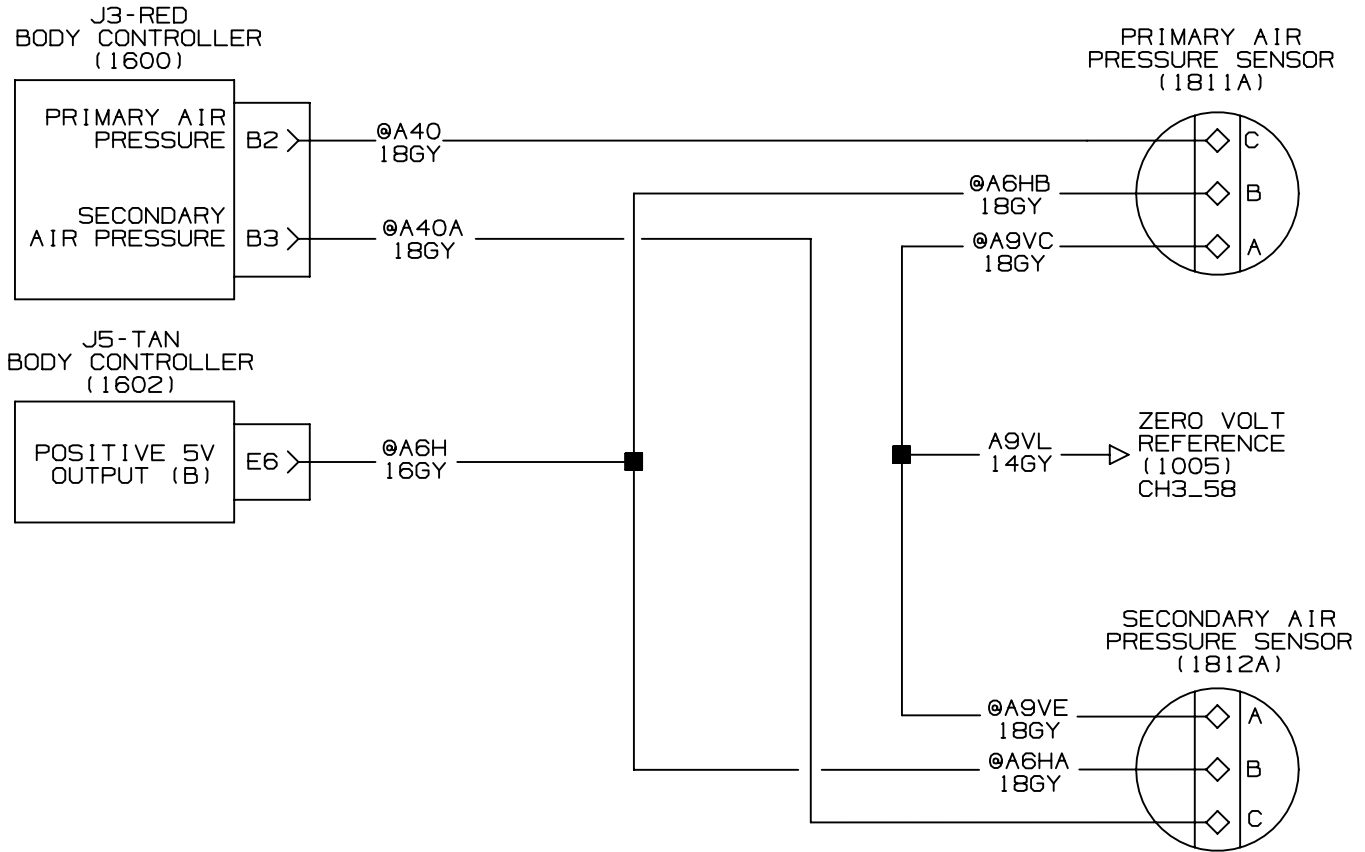 J3-RED
BODY CONTROLLER
(1600)
PRIMARY AIR
PRESSURE
B2
SECONDARY
AIR PRESSURE
B3
@A40
18GY
@A40A
18GY
J5-TAN
BODY CONTROLLER
(1602)
POSITIVE 5V
OUTPUT (B)
E6
@A6H
16GY
PRIMARY AIR
PRESSURE SENSOR
(1811A)
C
B
A
@A6HB
18GY
@A9VC
18GY
A9VL
14GY
ZERO VOLT
REFERENCE
(1005)
CH3_58
SECONDARY AIR
PRESSURE SENSOR
(1812A)
@A9VE
18GY
A
@A6HA
18GY
B
C